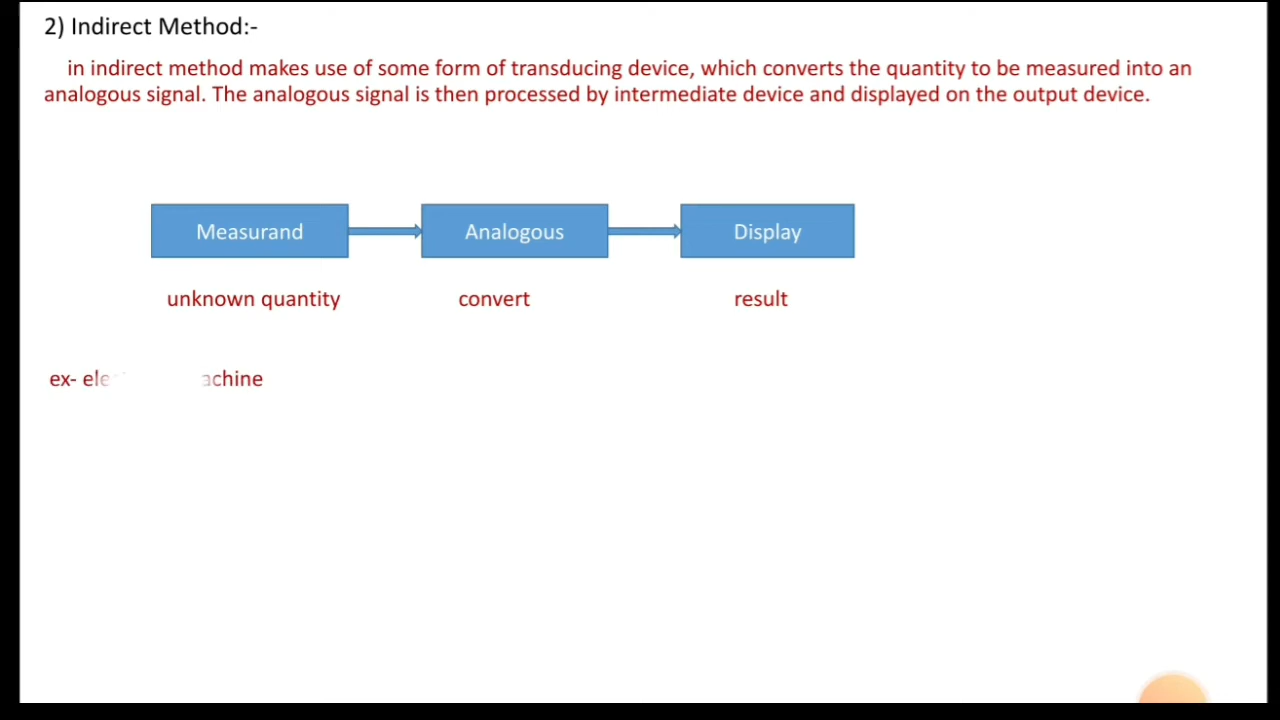 2) Indirect Method:-
in indirect method makes use of some form of transducing device, which converts the quantity to be measured into an
analogous signal. The analogous signal is then processed by intermediate device and displayed on the output device.
Measurand Analogous Display
unknown quantity convert result
ex-